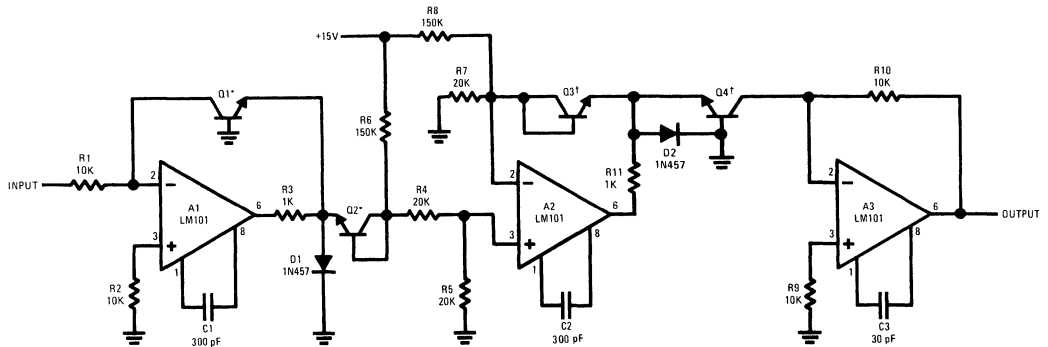 R8
150K
+15V
R7
20K
Q3†
Q4†
R10
10K
Q1*
R6
150K
D2
1N457
R11
1K
R1
10K
INPUT
2
−
A1
LM101
6
3
+
8
1
R3
1K
Q2*
R4
20K
2
−
A2
LM101
6
3
+
8
1
2
−
A3
LM101
6
3
+
8
1
OUTPUT
D1
1N457
R2
10K
C1
300 pF
R5
20K
C2
300 pF
R9
10K
C3
30 pF